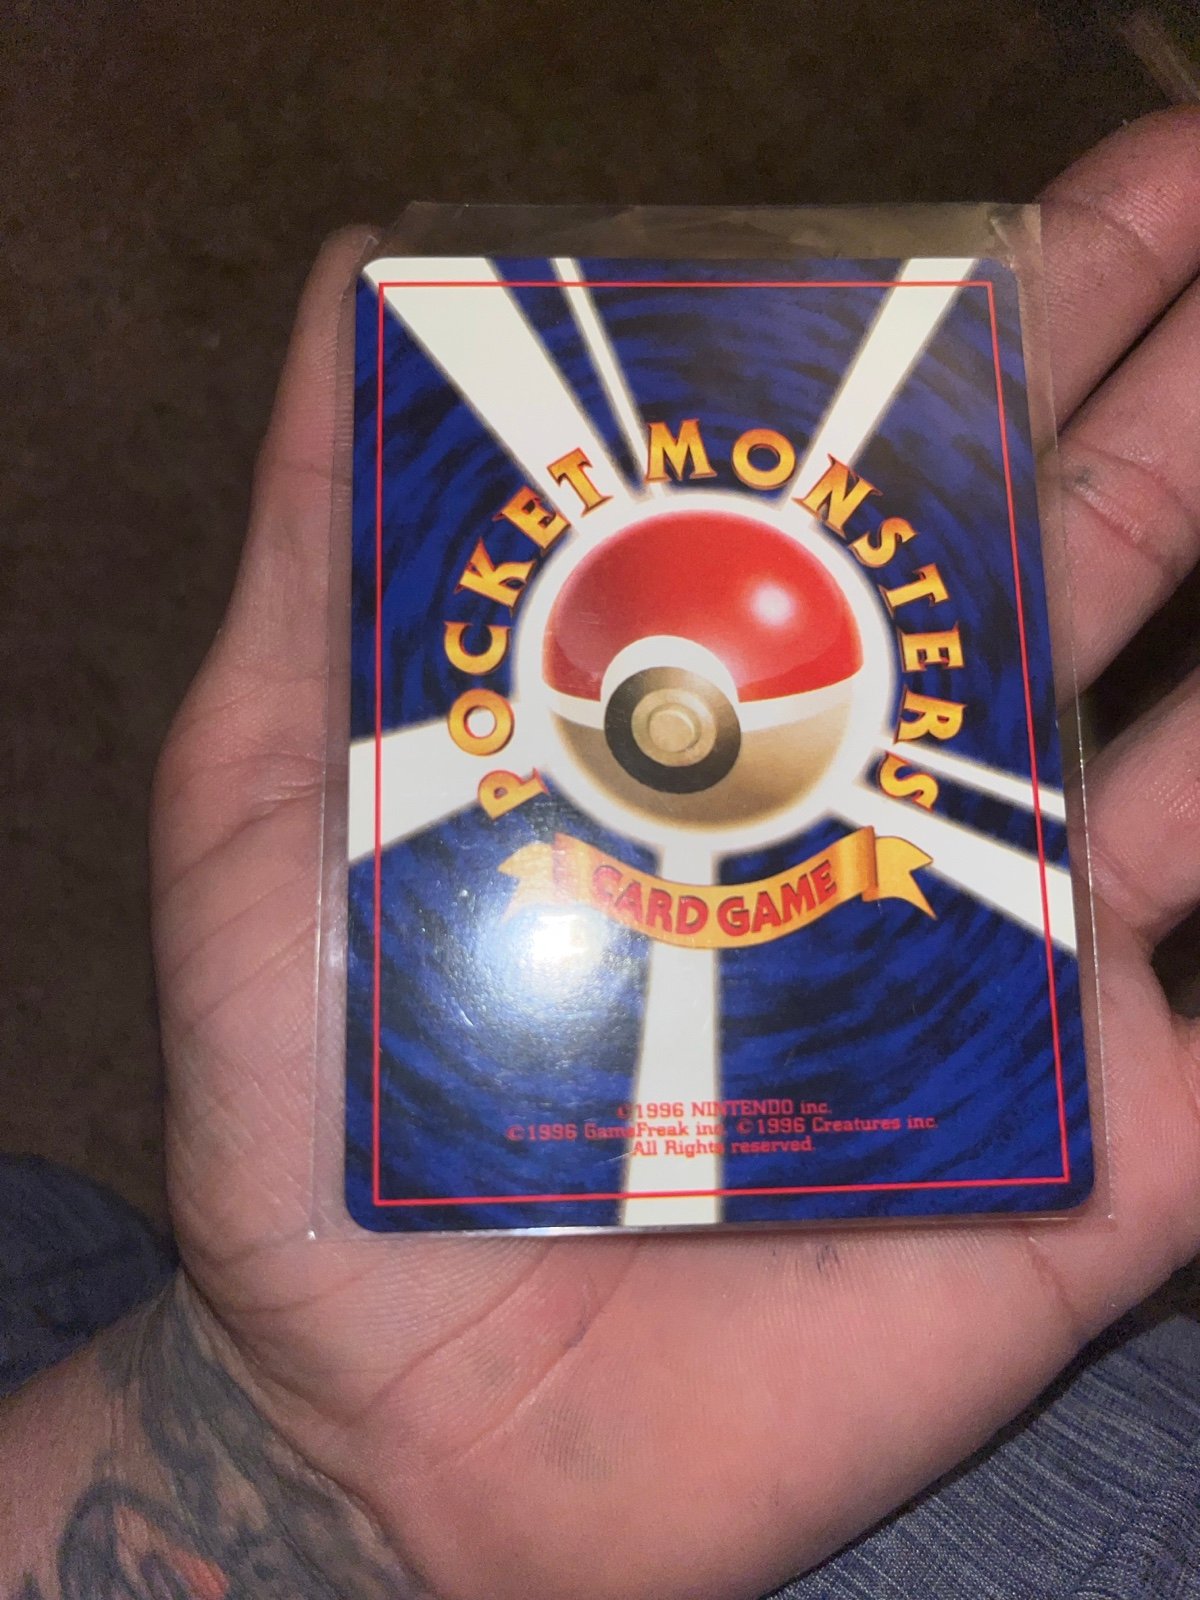 POCKET MONSTERS
CARD GAME
©1996 NINTENDO inc.
©1996 GameFreak inc. ©1996 Creatures inc.
All Rights reserved.